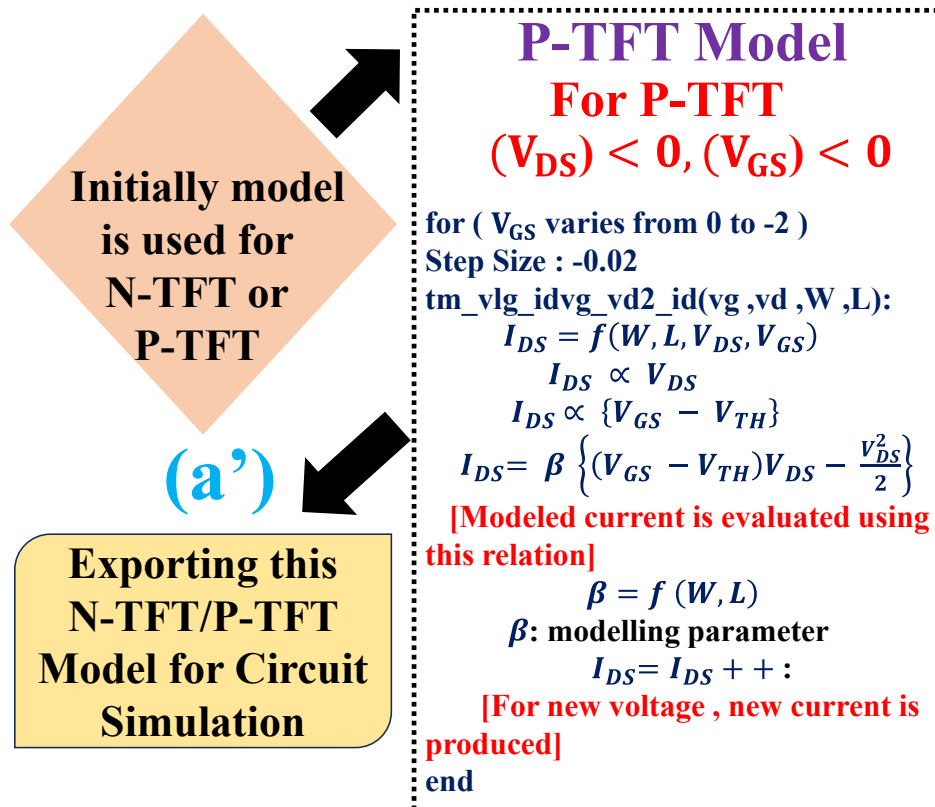 Initially model
is used for
N-TFT or
P-TFT
(a’)
Exporting this
N-TFT/P-TFT
Model for Circuit
Simulation
P-TFT Model
For P-TFT
(V_DS) < 0, (V_GS) < 0
for ( V_GS varies from 0 to -2 )
Step Size : -0.02
tm_vlg_idvg_vd2_id(vg ,vd ,W ,L):
I_DS = f(W, L, V_DS, V_GS)
I_DS ∝ V_DS
I_DS ∝ {V_GS − V_TH}
I_DS= β {(V_GS − V_TH)V_DS − V_DS^2/2}
[Modeled current is evaluated using
this relation]
β = f (W, L)
β: modelling parameter
I_DS= I_DS + + :
[For new voltage , new current is
produced]
end